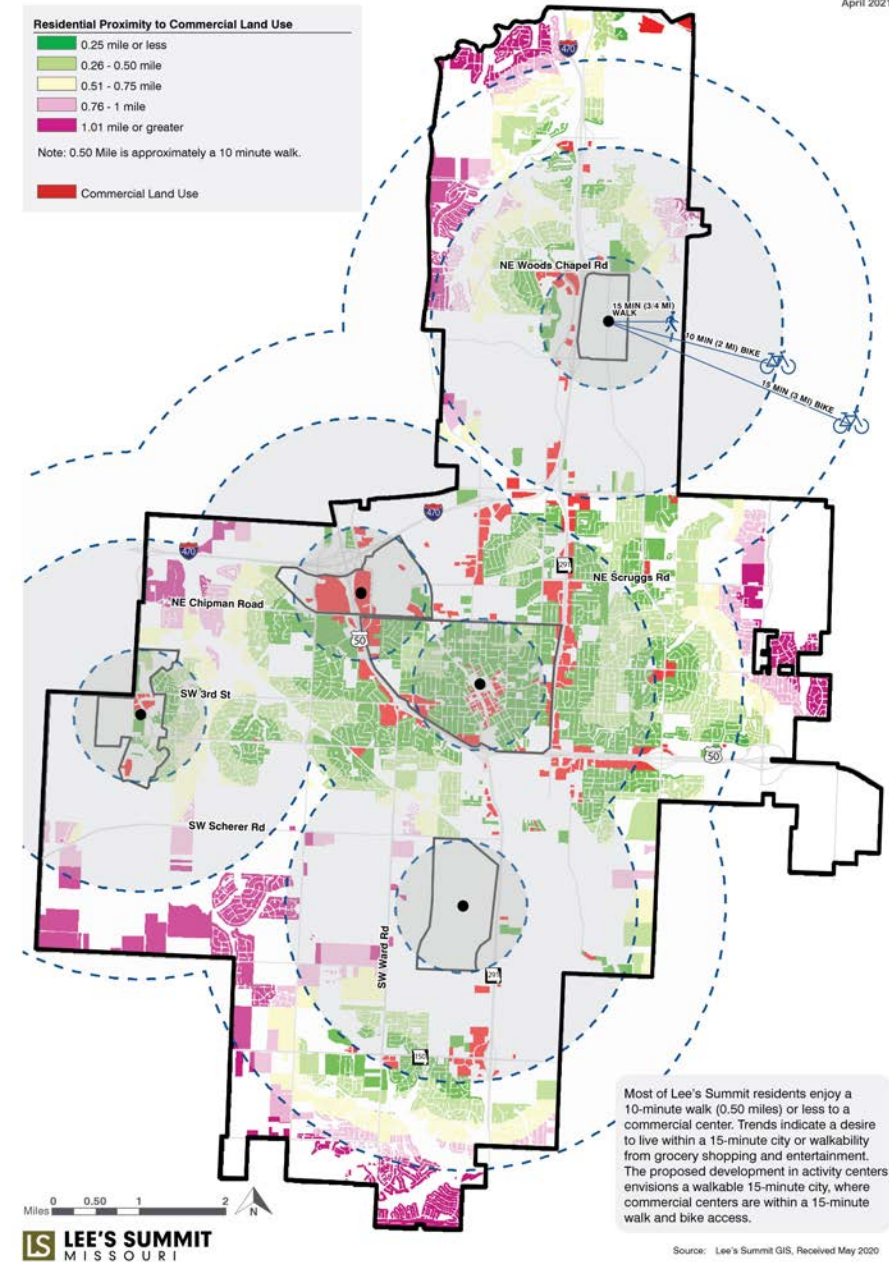 April 2021
Residential Proximity to Commercial Land Use
0.25 mile or less
0.26 - 0.50 mile
0.51 - 0.75 mile
0.76 - 1 mile
1.01 mile or greater
Note: 0.50 Mile is approximately a 10 minute walk.
Commercial Land Use
470
NE Woods Chapel Rd
15 MIN (3/4 MI)
WALK
10 MIN (2 MI) BIKE
15 MIN (3 MI) BIKE
470
470
291
NE Scruggs Rd
NE Chipman Road
50
SW 3rd St
50
SW Scherer Rd
SW Ward Rd
291
150
Most of Lee's Summit residents enjoy a
10-minute walk (0.50 miles) or less to a
commercial center. Trends indicate a desire
to live within a 15-minute city or walkability
from grocery shopping and entertainment.
The proposed development in activity centers
envisions a walkable 15-minute city, where
commercial centers are within a 15-minute
walk and bike access.
0 0.50 1 2
Miles
N
LS LEE'S SUMMIT
MISSOURI
Source: Lee's Summit GIS, Received May 2020